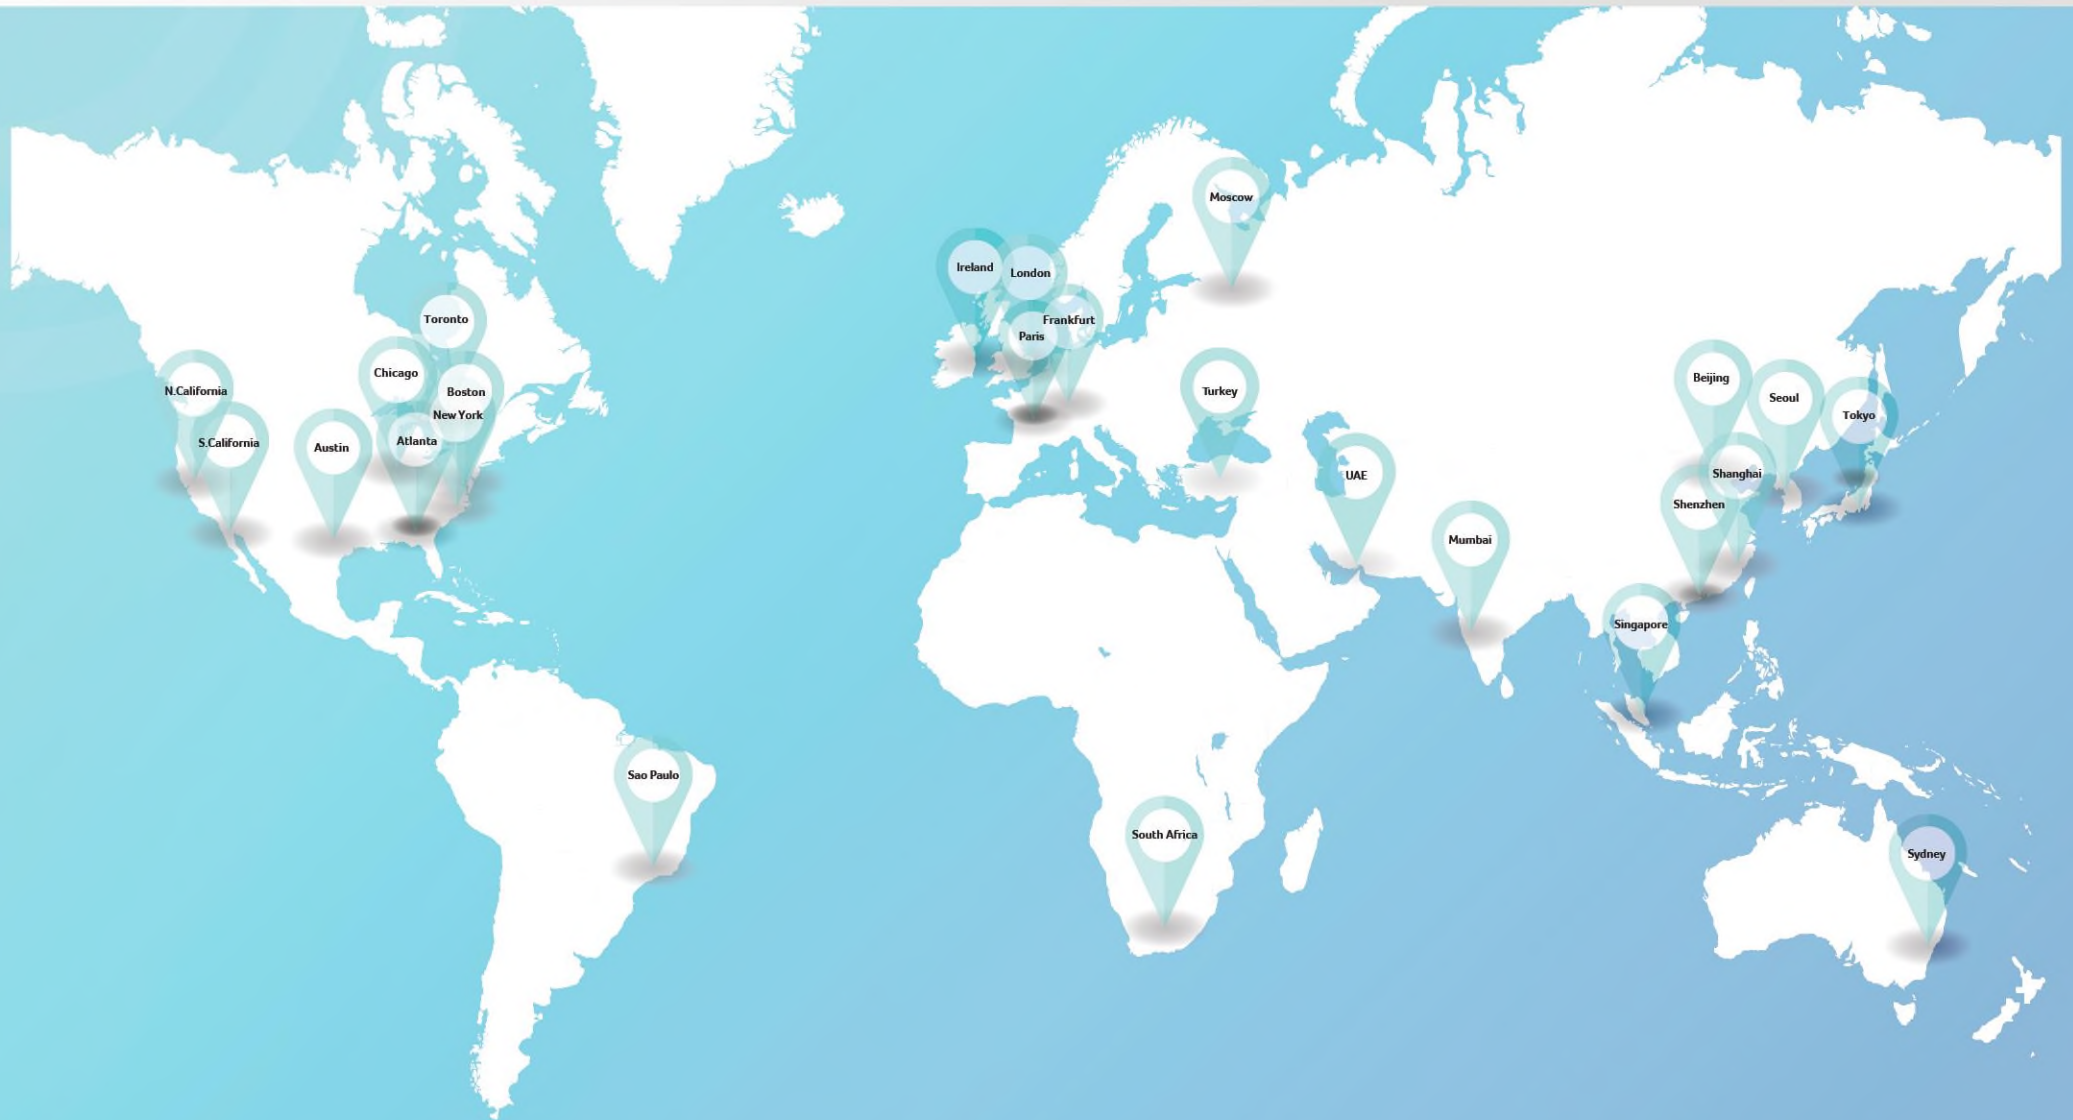 Moscow
Ireland
London
Toronto
Frankfurt
Paris
Chicago
Beijing
N.California
Boston
Turkey
Seoul
New York
Tokyo
S.California
Austin
Atlanta
UAE
Shanghai
Shenzhen
Mumbai
Singapore
Sao Paulo
South Africa
Sydney